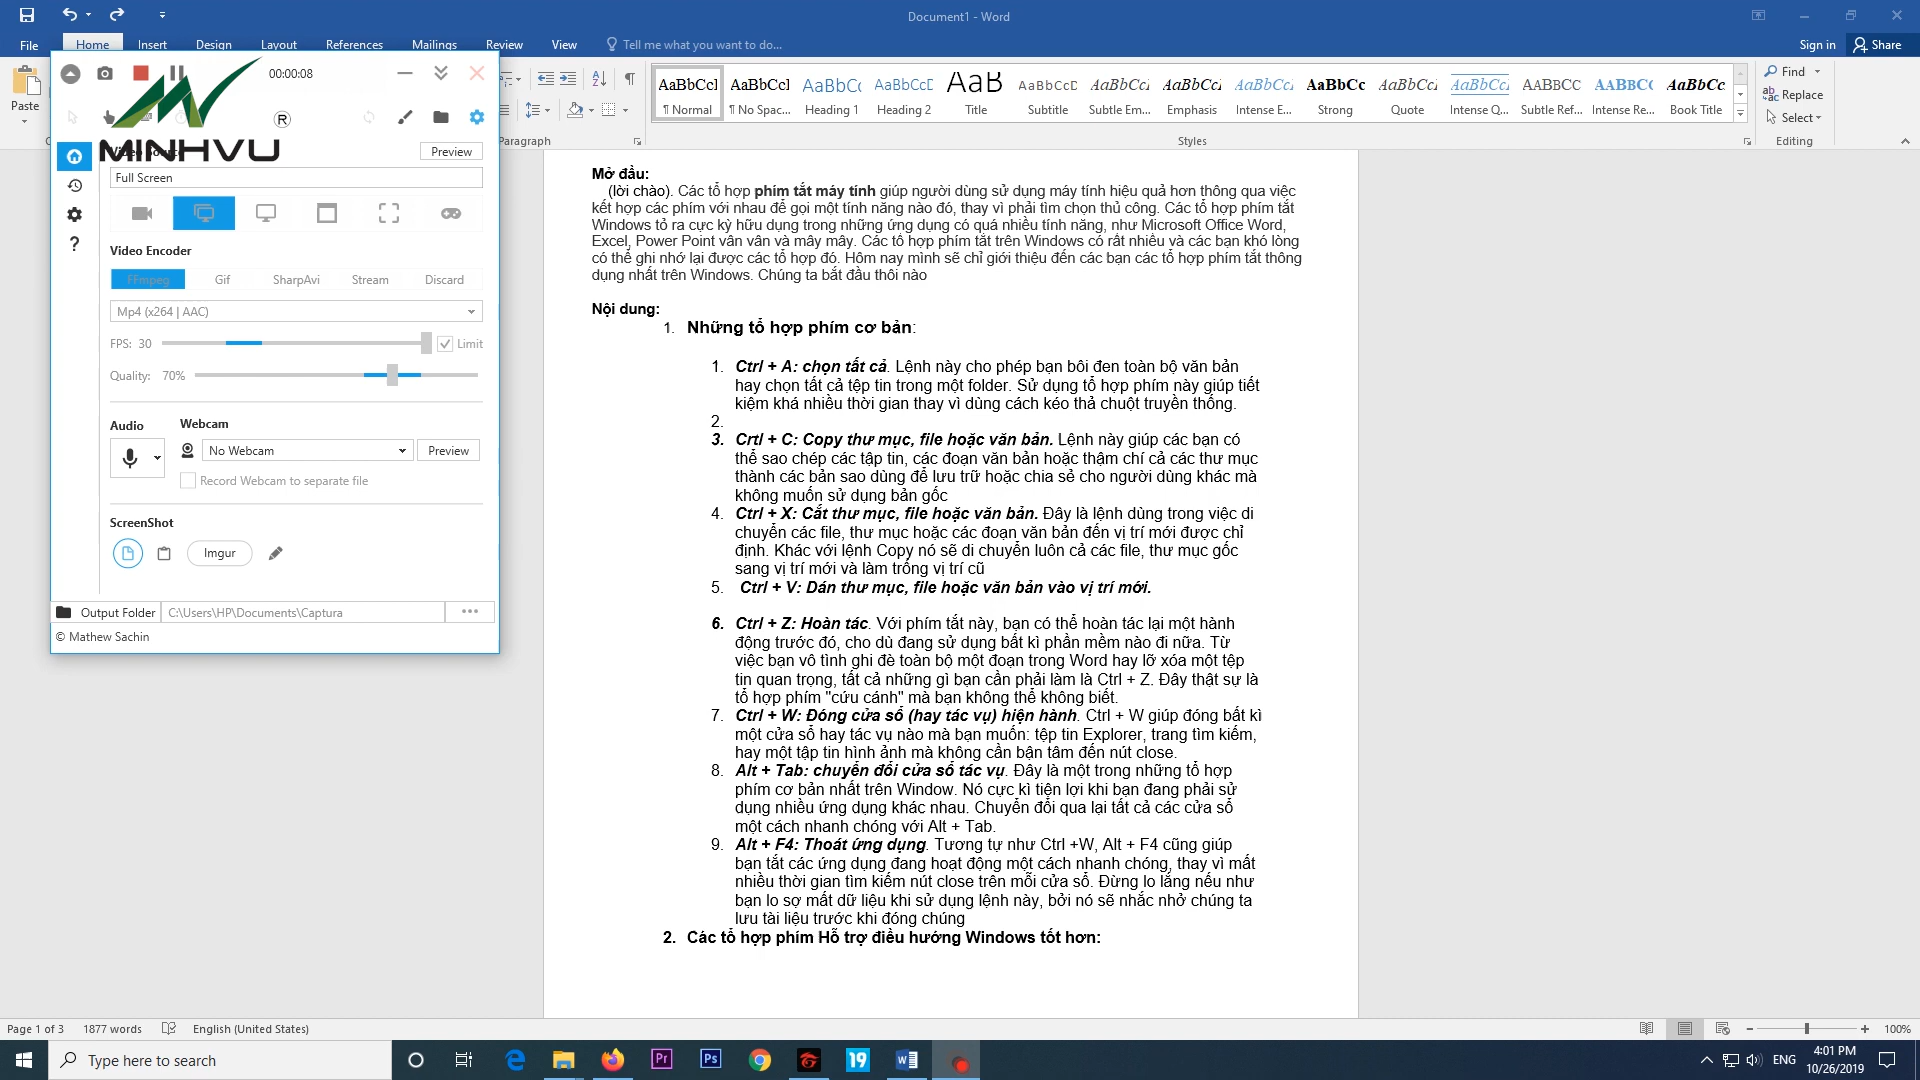 Document1 - Word
File
Home
Insert
Design
Layout
References
Mailings
Review
View
Tell me what you want to do...
Sign in
Share
Paste
00:00:08
MINHVU
®
Paragraph
AaBbCcI
¶ Normal
AaBbCcI
¶ No Spac...
AaBbCc
Heading 1
AaBbCcD
Heading 2
AaB
Title
AaBbCcD
Subtitle
AaBbCcI
Subtle Em...
AaBbCcI
Emphasis
AaBbCcI
Intense E...
AaBbCc
Strong
AaBbCcI
Quote
AaBbCcI
Intense Q...
AABBCC
Subtle Ref...
AABBCC
Intense Re...
AaBbCc
Book Title
Styles
Find
Replace
Select
Editing
Preview
Full Screen
Video Encoder
FFmpeg
Gif
SharpAvi
Stream
Discard
Mp4 (x264 | AAC)
FPS: 30
Limit
Quality: 70%
Audio
Webcam
No Webcam
Preview
Record Webcam to separate file
ScreenShot
Imgur
Output Folder
C:\Users\HP\Documents\Captura
...
© Mathew Sachin
Mở đầu:
(lời chào). Các tổ hợp phím tắt máy tính giúp người dùng sử dụng máy tính hiệu quả hơn thông qua việc
kết hợp các phím với nhau để gọi một tính năng nào đó, thay vì phải tìm chọn thủ công. Các tổ hợp phím tắt
Windows tỏ ra cực kỳ hữu dụng trong những ứng dụng có quá nhiều tính năng, như Microsoft Office Word,
Excel, Power Point vân vân và mây mây. Các tổ hợp phím tắt trên Windows có rất nhiều và các bạn khó lòng
có thể ghi nhớ lại được các tổ hợp đó. Hôm nay mình sẽ chỉ giới thiệu đến các bạn các tổ hợp phím tắt thông
dụng nhất trên Windows. Chúng ta bắt đầu thôi nào
Nội dung:
1. Những tổ hợp phím cơ bản:
1. Ctrl + A: chọn tất cả. Lệnh này cho phép bạn bôi đen toàn bộ văn bản
hay chọn tất cả tệp tin trong một folder. Sử dụng tổ hợp phím này giúp tiết
kiệm khá nhiều thời gian thay vì dùng cách kéo thả chuột truyền thống.
2.
3. Crtl + C: Copy thư mục, file hoặc văn bản. Lệnh này giúp các bạn có
thể sao chép các tập tin, các đoạn văn bản hoặc thậm chí cả các thư mục
thành các bản sao dùng để lưu trữ hoặc chia sẻ cho người dùng khác mà
không muốn sử dụng bản gốc
4. Ctrl + X: Cắt thư mục, file hoặc văn bản. Đây là lệnh dùng trong việc di
chuyển các file, thư mục hoặc các đoạn văn bản đến vị trí mới được chỉ
định. Khác với lệnh Copy nó sẽ di chuyển luôn cả các file, thư mục gốc
sang vị trí mới và làm trống vị trí cũ
5. Ctrl + V: Dán thư mục, file hoặc văn bản vào vị trí mới.
6. Ctrl + Z: Hoàn tác. Với phím tắt này, bạn có thể hoàn tác lại một hành
động trước đó, cho dù đang sử dụng bất kì phần mềm nào đi nữa. Từ
việc bạn vô tình ghi đè toàn bộ một đoạn trong Word hay lỡ xóa một tệp
tin quan trọng, tất cả những gì bạn cần phải làm là Ctrl + Z. Đây thật sự là
tổ hợp phím "cứu cánh" mà bạn không thể không biết.
7. Ctrl + W: Đóng cửa sổ (hay tác vụ) hiện hành. Ctrl + W giúp đóng bất kì
một cửa sổ hay tác vụ nào mà bạn muốn: tệp tin Explorer, trang tìm kiếm,
hay một tập tin hình ảnh mà không cần bận tâm đến nút close.
8. Alt + Tab: chuyển đổi cửa sổ tác vụ. Đây là một trong những tổ hợp
phím cơ bản nhất trên Window. Nó cực kì tiện lợi khi bạn đang phải sử
dụng nhiều ứng dụng khác nhau. Chuyển đổi qua lại tất cả các cửa sổ
một cách nhanh chóng với Alt + Tab.
9. Alt + F4: Thoát ứng dụng. Tương tự như Ctrl +W, Alt + F4 cũng giúp
bạn tắt các ứng dụng đang hoạt động một cách nhanh chóng, thay vì mất
nhiều thời gian tìm kiếm nút close trên mỗi cửa sổ. Đừng lo lắng nếu như
bạn lo sợ mất dữ liệu khi sử dụng lệnh này, bởi nó sẽ nhắc nhở chúng ta
lưu tài liệu trước khi đóng chúng
2. Các tổ hợp phím Hỗ trợ điều hướng Windows tốt hơn:
Page 1 of 3
1877 words
English (United States)
100%
Type here to search
Pr
Ps
19
ENG
4:01 PM
10/26/2019